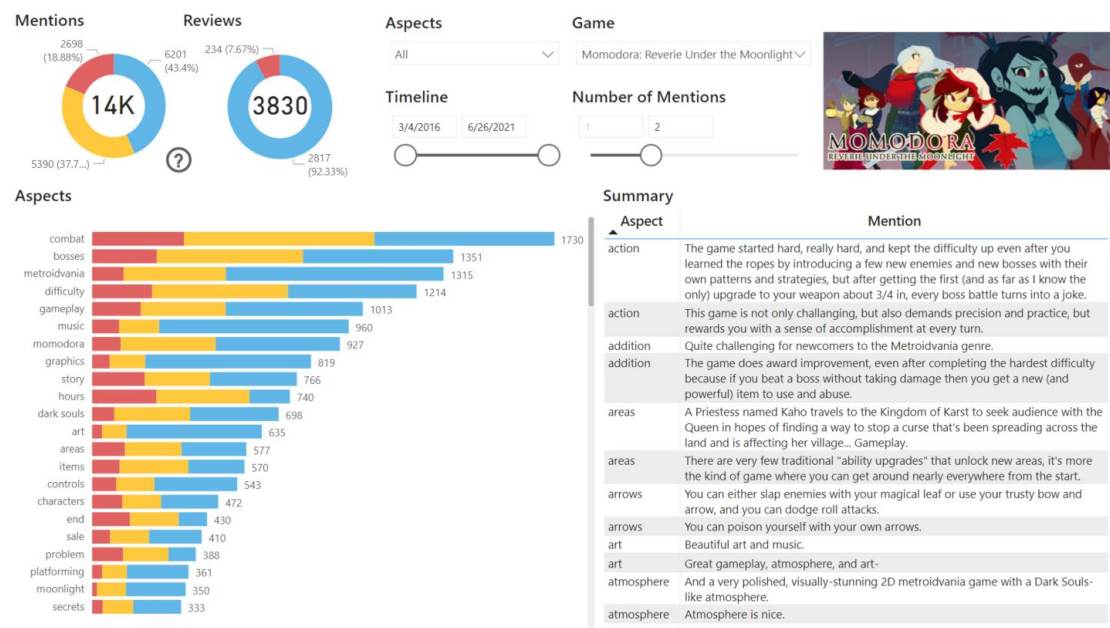 Mentions
Reviews
Aspects
Game
2698
(18.88%)
6201
(43.4%)
5390 (37.7...)
14K
?
234 (7.67%)
3830
2817
(92.33%)
All
Momodora: Reverie Under the Moonlight
Timeline
Number of Mentions
3/4/2016
6/26/2021
1
2
MOMODORA
REVERIE UNDER THE MOONLIGHT
Aspects
combat 1730
bosses 1351
metroidvania 1315
difficulty 1214
gameplay 1013
music 960
momodora 927
graphics 819
story 766
hours 740
dark souls 698
art 635
areas 577
items 570
controls 543
characters 472
end 430
sale 410
problem 388
platforming 361
moonlight 350
secrets 333
Summary
Aspect Mention
action The game started hard, really hard, and kept the difficulty up even after you
learned the ropes by introducing a few new enemies and new bosses with their
own patterns and strategies, but after getting the first (and as far as I know the
only) upgrade to your weapon about 3/4 in, every boss battle turns into a joke.
action This game is not only challenging, but also demands precision and practice, but
rewards you with a sense of accomplishment at every turn.
addition Quite challenging for newcomers to the Metroidvania genre.
addition The game does award improvement, even after completing the hardest difficulty
because if you beat a boss without taking damage then you get a new (and
powerful) item to use and abuse.
areas A Priestess named Kaho travels to the Kingdom of Karst to seek audience with the
Queen in hopes of finding a way to stop a curse that's been spreading across the
land and is affecting her village... Gameplay.
areas There are very few traditional "ability upgrades" that unlock new areas, it's more
the kind of game where you can get around nearly everywhere from the start.
arrows You can either slap enemies with your magical leaf or use your trusty bow and
arrow, and you can dodge roll attacks.
arrows You can poison yourself with your own arrows.
art Beautiful art and music.
art Great gameplay, atmosphere, and art-
atmosphere And a very polished, visually-stunning 2D metroidvania game with a Dark Souls-
like atmosphere.
atmosphere Atmosphere is nice.